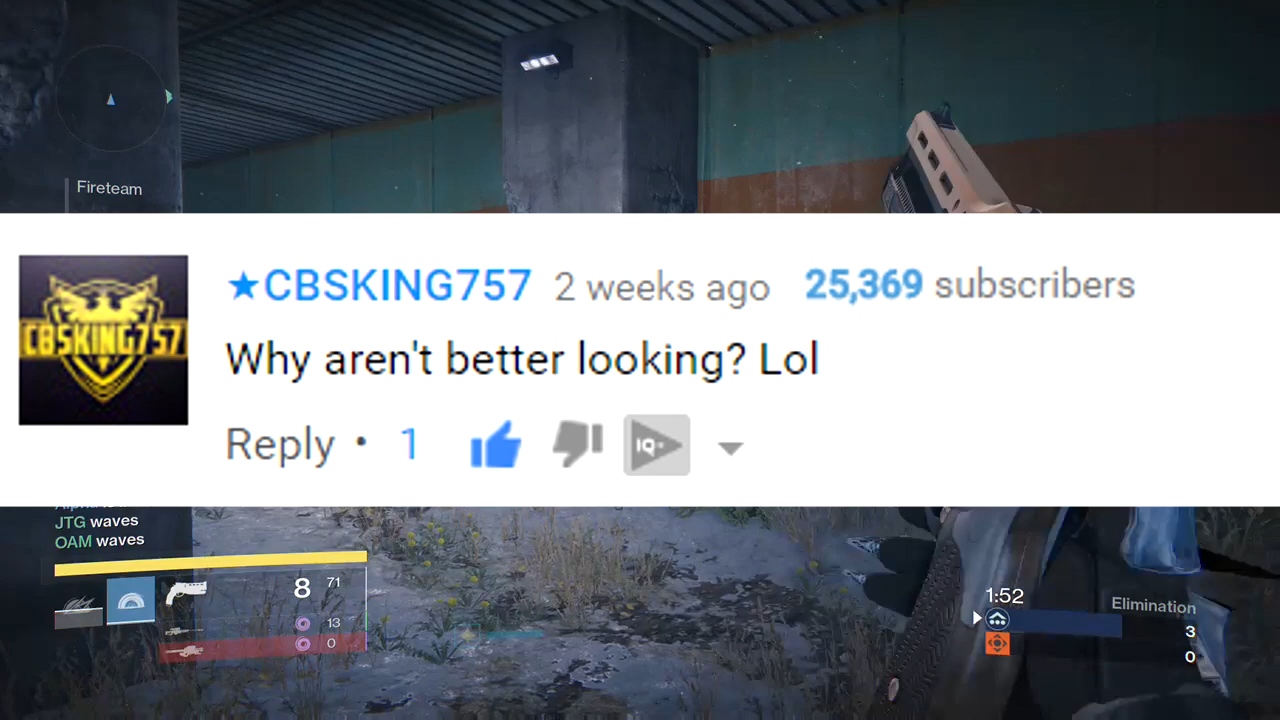 Fireteam
★CBSKING757 2 weeks ago 25,369 subscribers
CBSKING757
Why aren't better looking? Lol
Reply • 1 IQ
JTG waves
OAM waves
8 71
13
0
1:52
Elimination
3
0